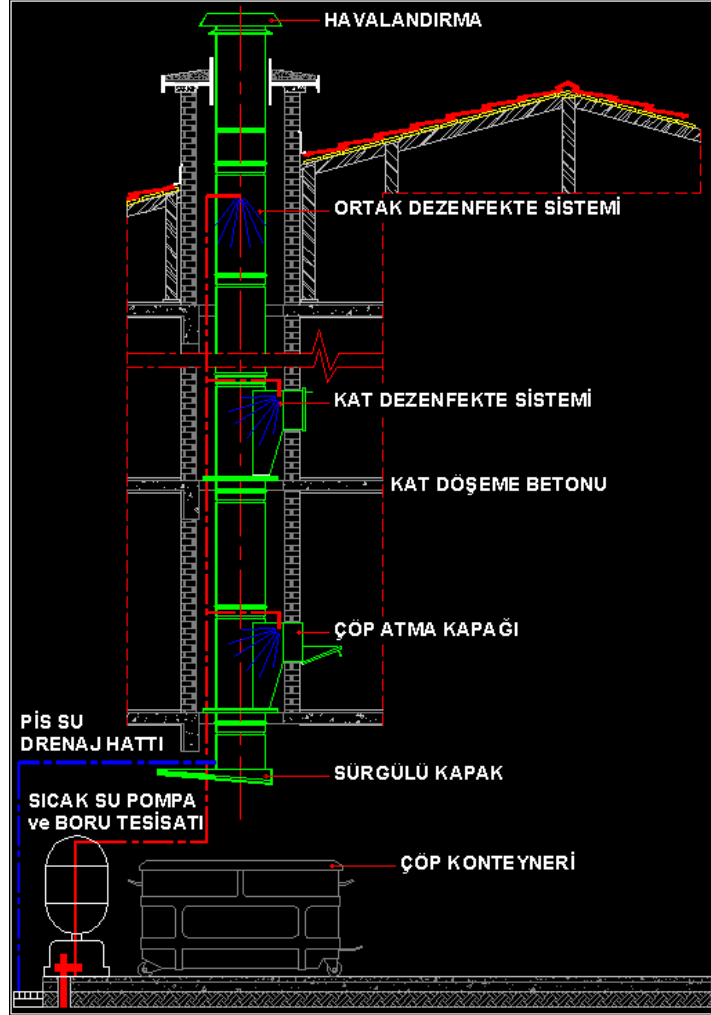 HAVALANDIRMA
ORTAK DEZENFEKTE SİSTEMİ
KAT DEZENFEKTE SİSTEMİ
KAT DÖŞEME BETONU
ÇÖP ATMA KAPAĞI
PİS SU
DRENAJ HATTI
SÜRGÜLÜ KAPAK
SICAK SU POMPA
ve BORU TESİSATI
ÇÖP KONTEYNERİ